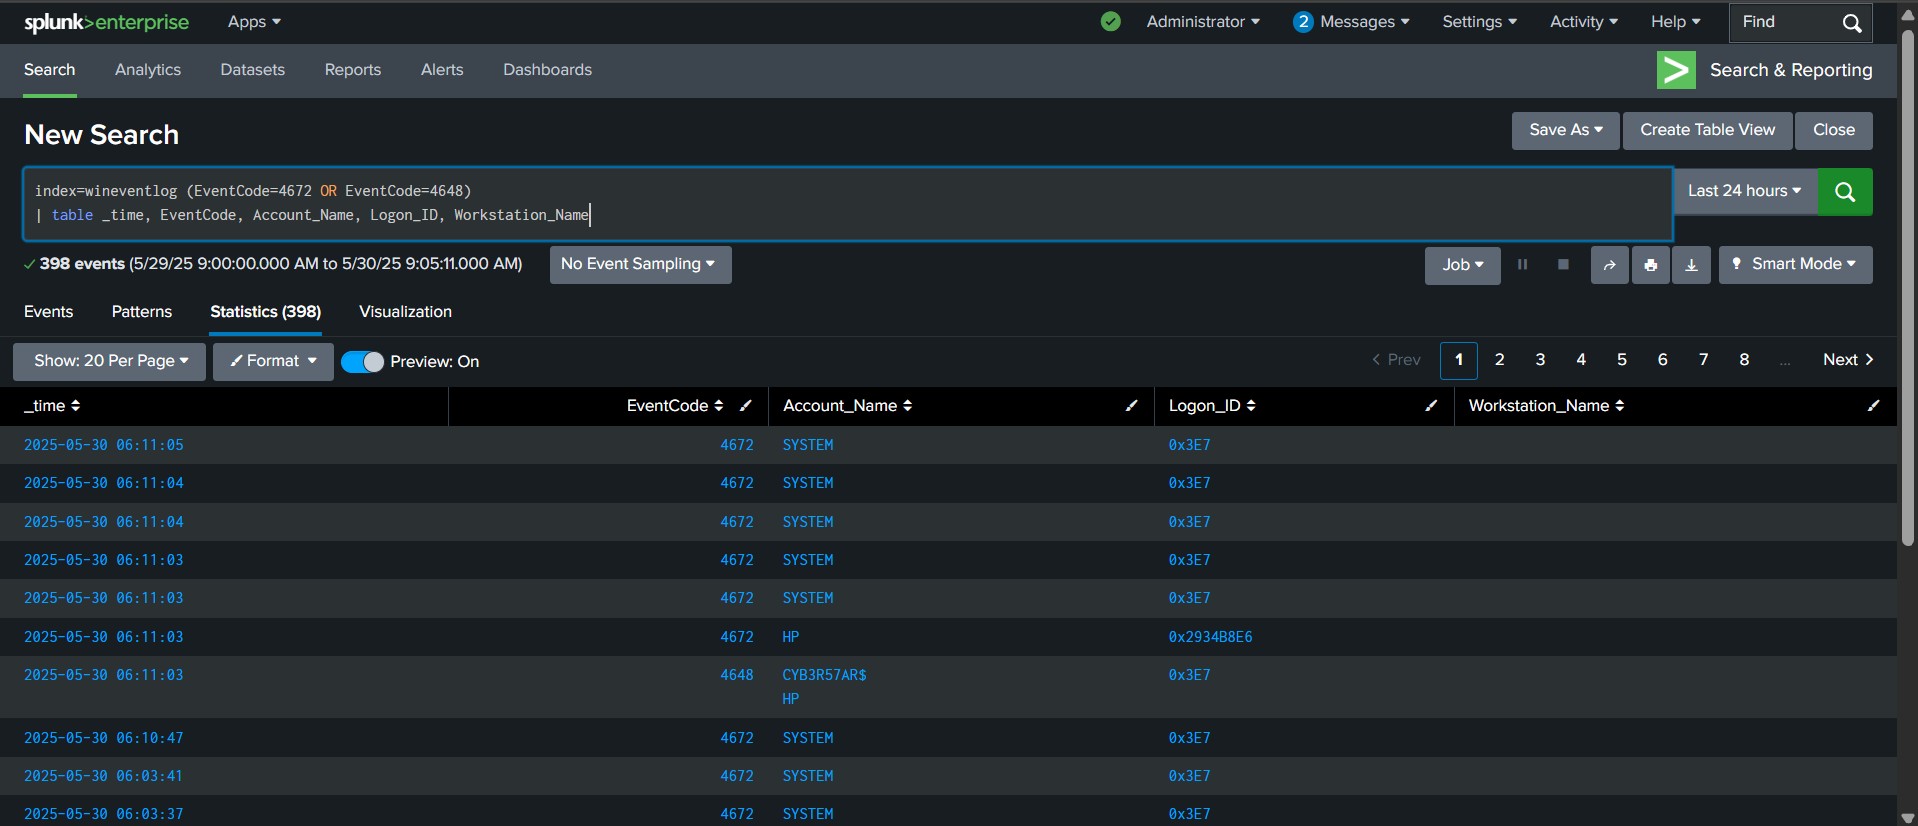 splunk>enterprise Apps Administrator 2 Messages Settings Activity Help Find
Search Analytics Datasets Reports Alerts Dashboards Search & Reporting
New Search Save As Create Table View Close
index=wineventlog (EventCode=4672 OR EventCode=4648) Last 24 hours
| table _time, EventCode, Account_Name, Logon_ID, Workstation_Name
398 events (5/29/25 9:00:00.000 AM to 5/30/25 9:05:11.000 AM) No Event Sampling Job Smart Mode
Events Patterns Statistics (398) Visualization
Show: 20 Per Page Format Preview: On < Prev 1 2 3 4 5 6 7 8 ... Next >
_time EventCode Account_Name Logon_ID Workstation_Name
2025-05-30 06:11:05 4672 SYSTEM 0x3E7
2025-05-30 06:11:04 4672 SYSTEM 0x3E7
2025-05-30 06:11:04 4672 SYSTEM 0x3E7
2025-05-30 06:11:03 4672 SYSTEM 0x3E7
2025-05-30 06:11:03 4672 SYSTEM 0x3E7
2025-05-30 06:11:03 4672 HP 0x2934B8E6
2025-05-30 06:11:03 4648 CYB3R57AR$ 0x3E7
HP
2025-05-30 06:10:47 4672 SYSTEM 0x3E7
2025-05-30 06:03:41 4672 SYSTEM 0x3E7
2025-05-30 06:03:37 4672 SYSTEM 0x3E7